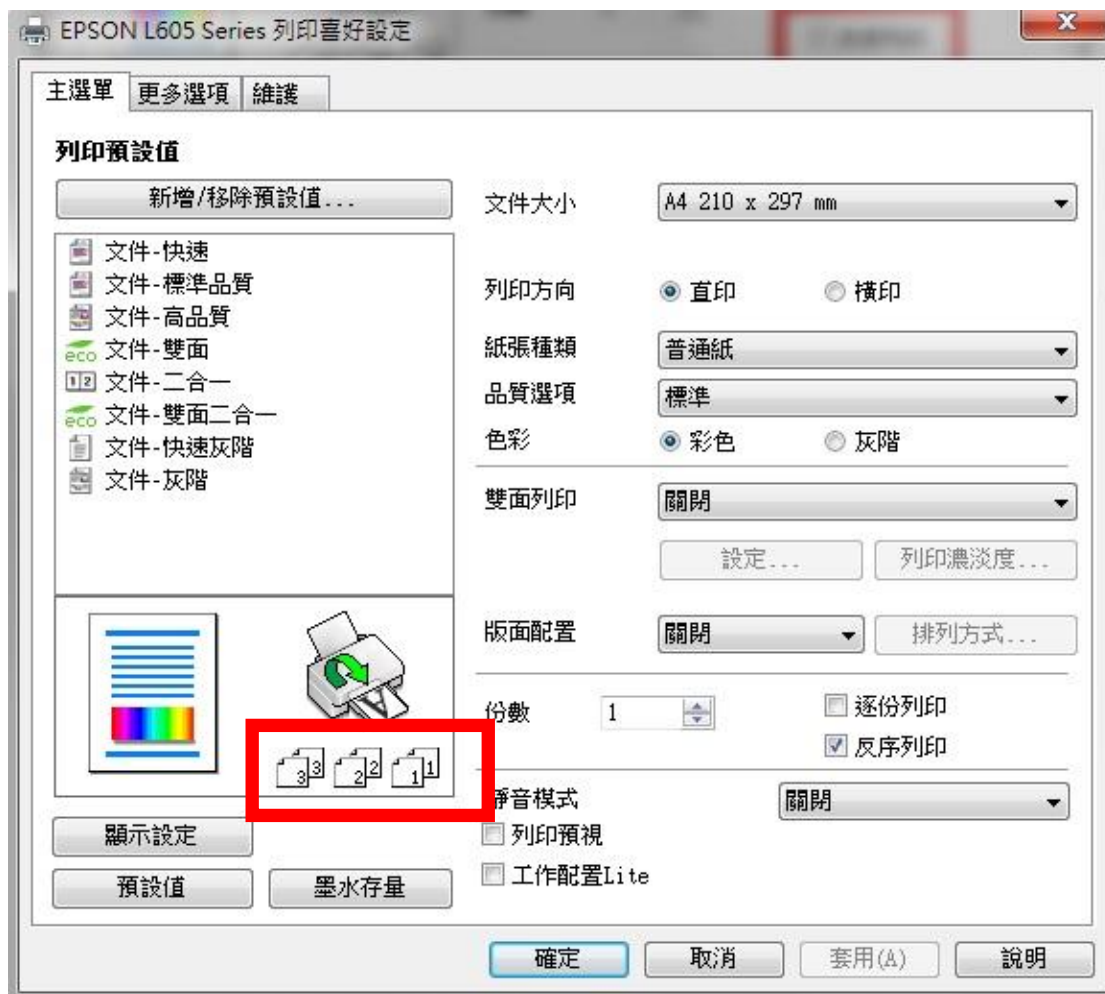 EPSON L605 Series 列印喜好設定
主選單 更多選項 維護
列印預設值
新增/移除預設值...
文件-快速
文件-標準品質
文件-高品質
eco 文件-雙面
1 2 文件-二合一
eco 文件-雙面二合一
文件-快速灰階
文件-灰階
3 3 2 2 1 1
顯示設定
預設值 墨水存量
文件大小 A4 210 x 297 mm
列印方向 直印 橫印
紙張種類 普通紙
品質選項 標準
色彩 彩色 灰階
雙面列印 關閉
設定... 列印濃淡度...
版面配置 關閉 排列方式...
份數 1 逐份列印
反序列印
靜音模式 關閉
列印預視
工作配置Lite
確定 取消 套用(A) 說明